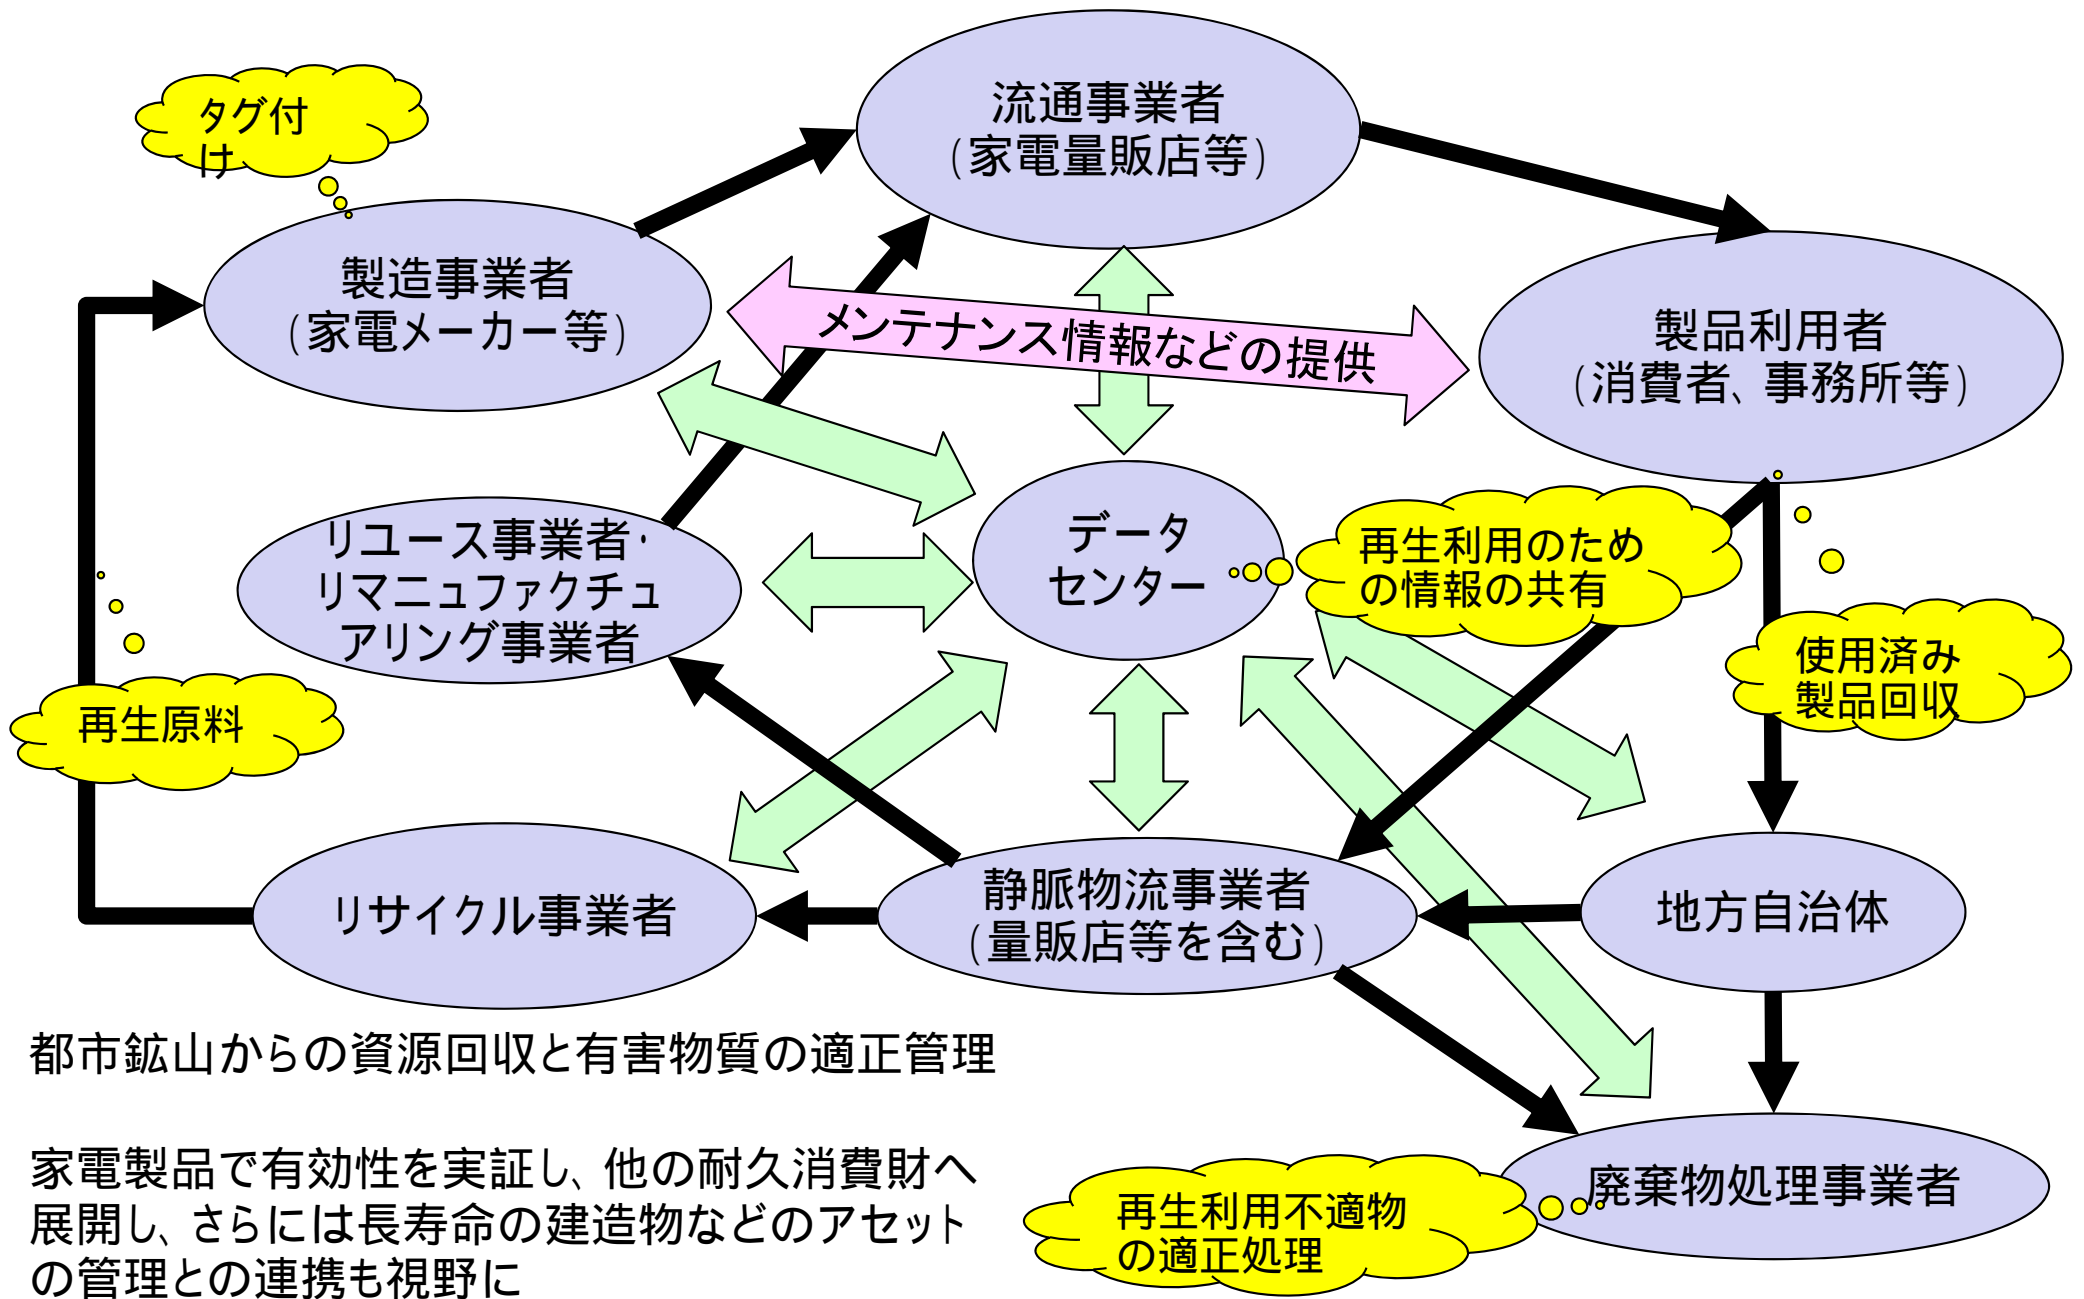 流通事業者
(家電量販店等)
タグ付
け
製造事業者
(家電メーカー等)
メンテナンス情報などの提供
製品利用者
(消費者、事務所等)
リユース事業者・
リマニュファクチュ
アリング事業者
データ
センター
再生利用のため
の情報の共有
使用済み
製品回収
再生原料
リサイクル事業者
静脈物流事業者
(量販店等を含む)
地方自治体
都市鉱山からの資源回収と有害物質の適正管理
家電製品で有効性を実証し、他の耐久消費財へ
展開し、さらには長寿命の建造物などのアセット
の管理との連携も視野に
再生利用不適物
の適正処理
廃棄物処理事業者